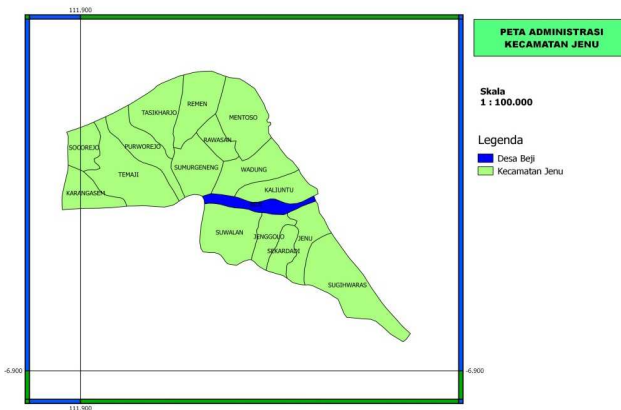 111.900
PETA ADMINISTRASI
KECAMATAN JENU
Skala
1 : 100.000
Legenda
Desa Beji
Kecamatan Jenu
REMEN
TASIKHARJO
MENTOSO
RAWASAN
SOCOREJO
PURWOREJO
SUMURGENENG
WADUNG
TEMAJI
KALIUNTU
KARANGASEM
SUWALAN
JENGGOLO
JENU
SEKARDADI
SUGIHWARAS
-6.900
-6.900
111.900